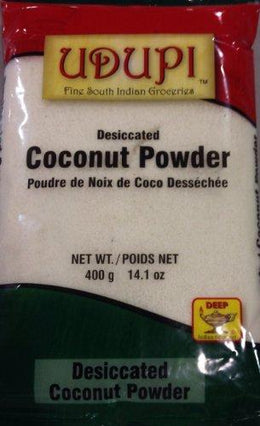 UDUPI
TM
Fine South Indian Groceries
Desiccated
Coconut Powder
Poudre de Noix de Coco Desséchée
NET WT./POIDS NET
400 g 14.1 oz
DEEP
Desiccated
Coconut Powder